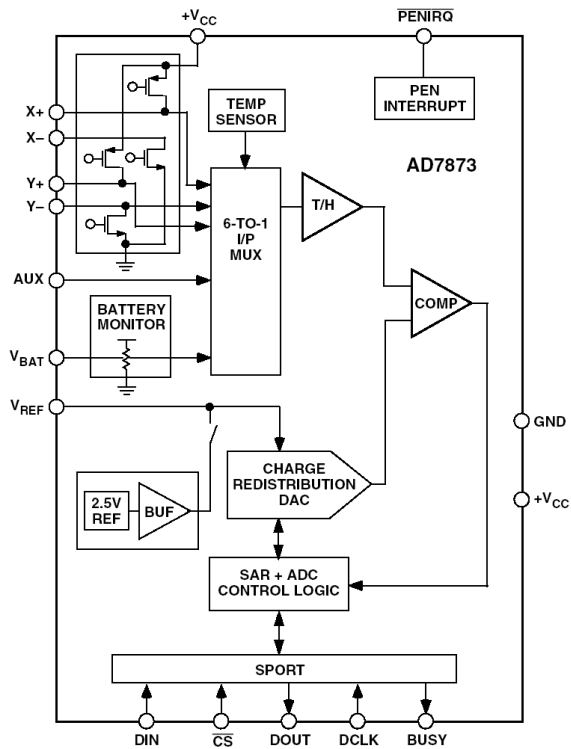 +VCC
PENIRQ
X+
X–
Y+
Y–
AUX
VBAT
VREF
TEMP
SENSOR
PEN
INTERRUPT
AD7873
6-TO-1
I/P
MUX
T/H
COMP
BATTERY
MONITOR
GND
+VCC
2.5V
REF
BUF
CHARGE
REDISTRIBUTION
DAC
SAR + ADC
CONTROL LOGIC
SPORT
DIN
CS
DOUT
DCLK
BUSY